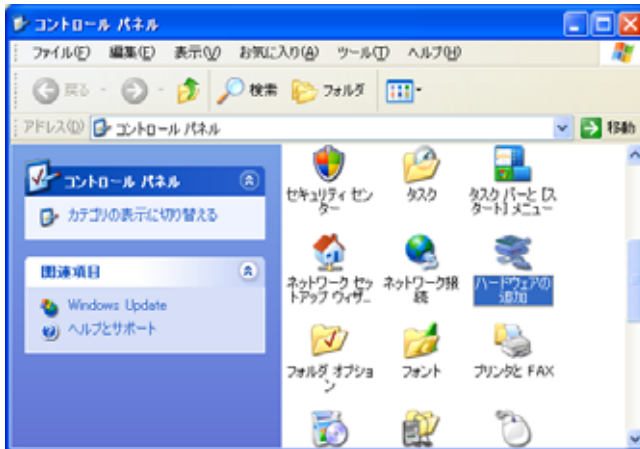 コントロール パネル
ファイル(F) 編集(E) 表示(V) お気に入り(A) ツール(T) ヘルプ(H)
戻る 検索 フォルダ
アドレス(D) コントロール パネル 移動
コントロール パネル
カテゴリの表示に切り替える
関連項目
Windows Update
ヘルプとサポート
セキュリティ セン
ター
タスク
タスク バーと [ス
タート] メニュー
ネットワーク セッ
トアップ ウィザ...
ネットワーク接
続
ハードウェアの
追加
フォルダ オプショ
ン
フォント
プリンタと FAX